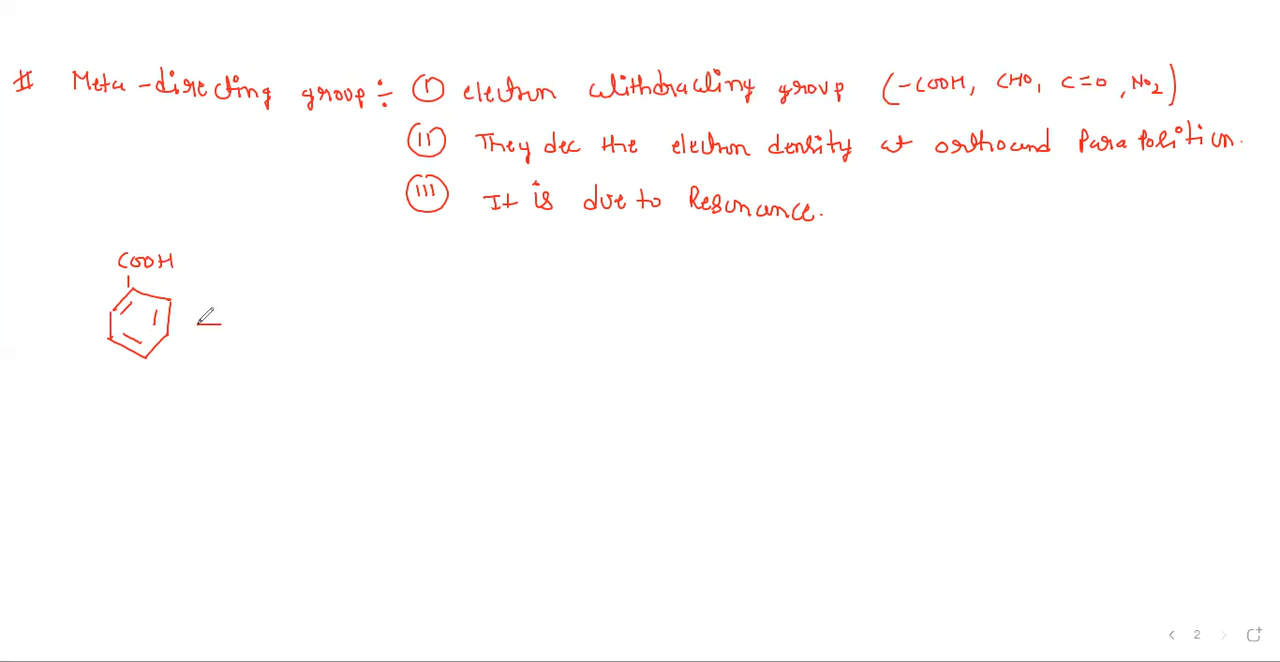 # Meta-directing group ÷ (I) electron withdrawing group (-COOH, CHO, C=O, NO2)
(II) They dec the electron density at ortho and Para Position.
(III) It is due to Resonance.
COOH
2